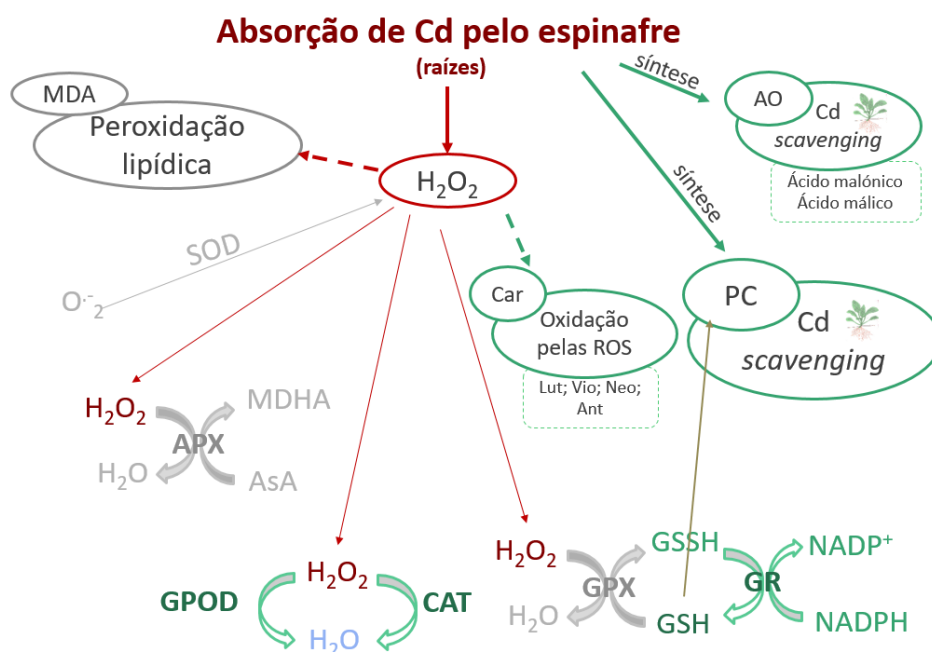 Absorção de Cd pelo espinafre
(raízes)
MDA
Peroxidação
lipídica
síntese
AO
Cd
scavenging
Ácido malónico
Ácido málico
H₂O₂
síntese
SOD
O·⁻₂
Car
Oxidação
pelas ROS
Lut; Vio; Neo;
Ant
PC
Cd
scavenging
H₂O₂
MDHA
APX
H₂O
AsA
H₂O₂
GPOD
CAT
H₂O
H₂O₂
GSSH
NADP⁺
GPX
GR
H₂O
GSH
NADPH